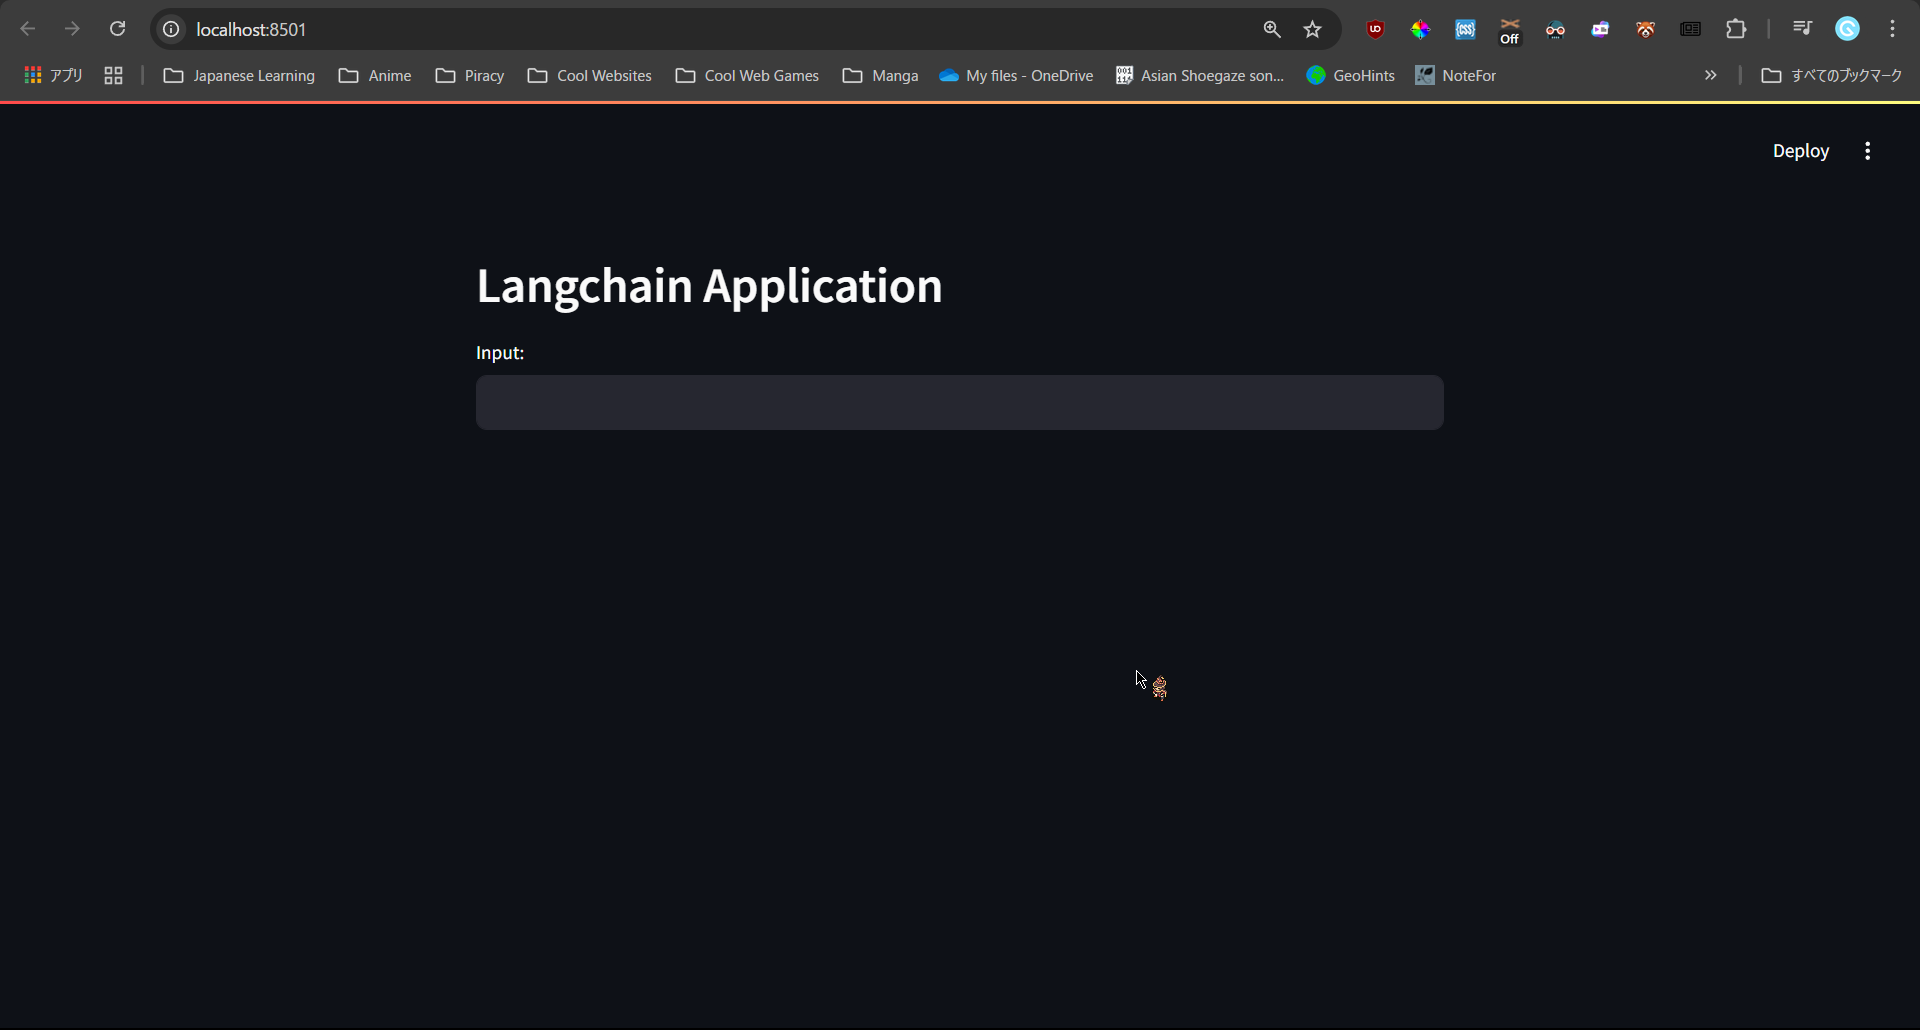 localhost:8501
Off
アプリ Japanese Learning Anime Piracy Cool Websites Cool Web Games Manga My files - OneDrive Asian Shoegaze son... GeoHints NoteFor » すべてのブックマーク
Deploy
Langchain Application
Input: